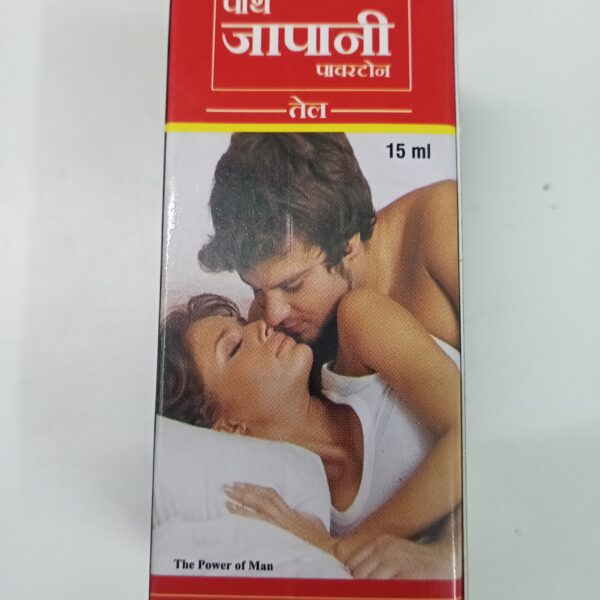 पार्थ
जापानी
पावरटोन
तेल
15 ml
The Power of Man